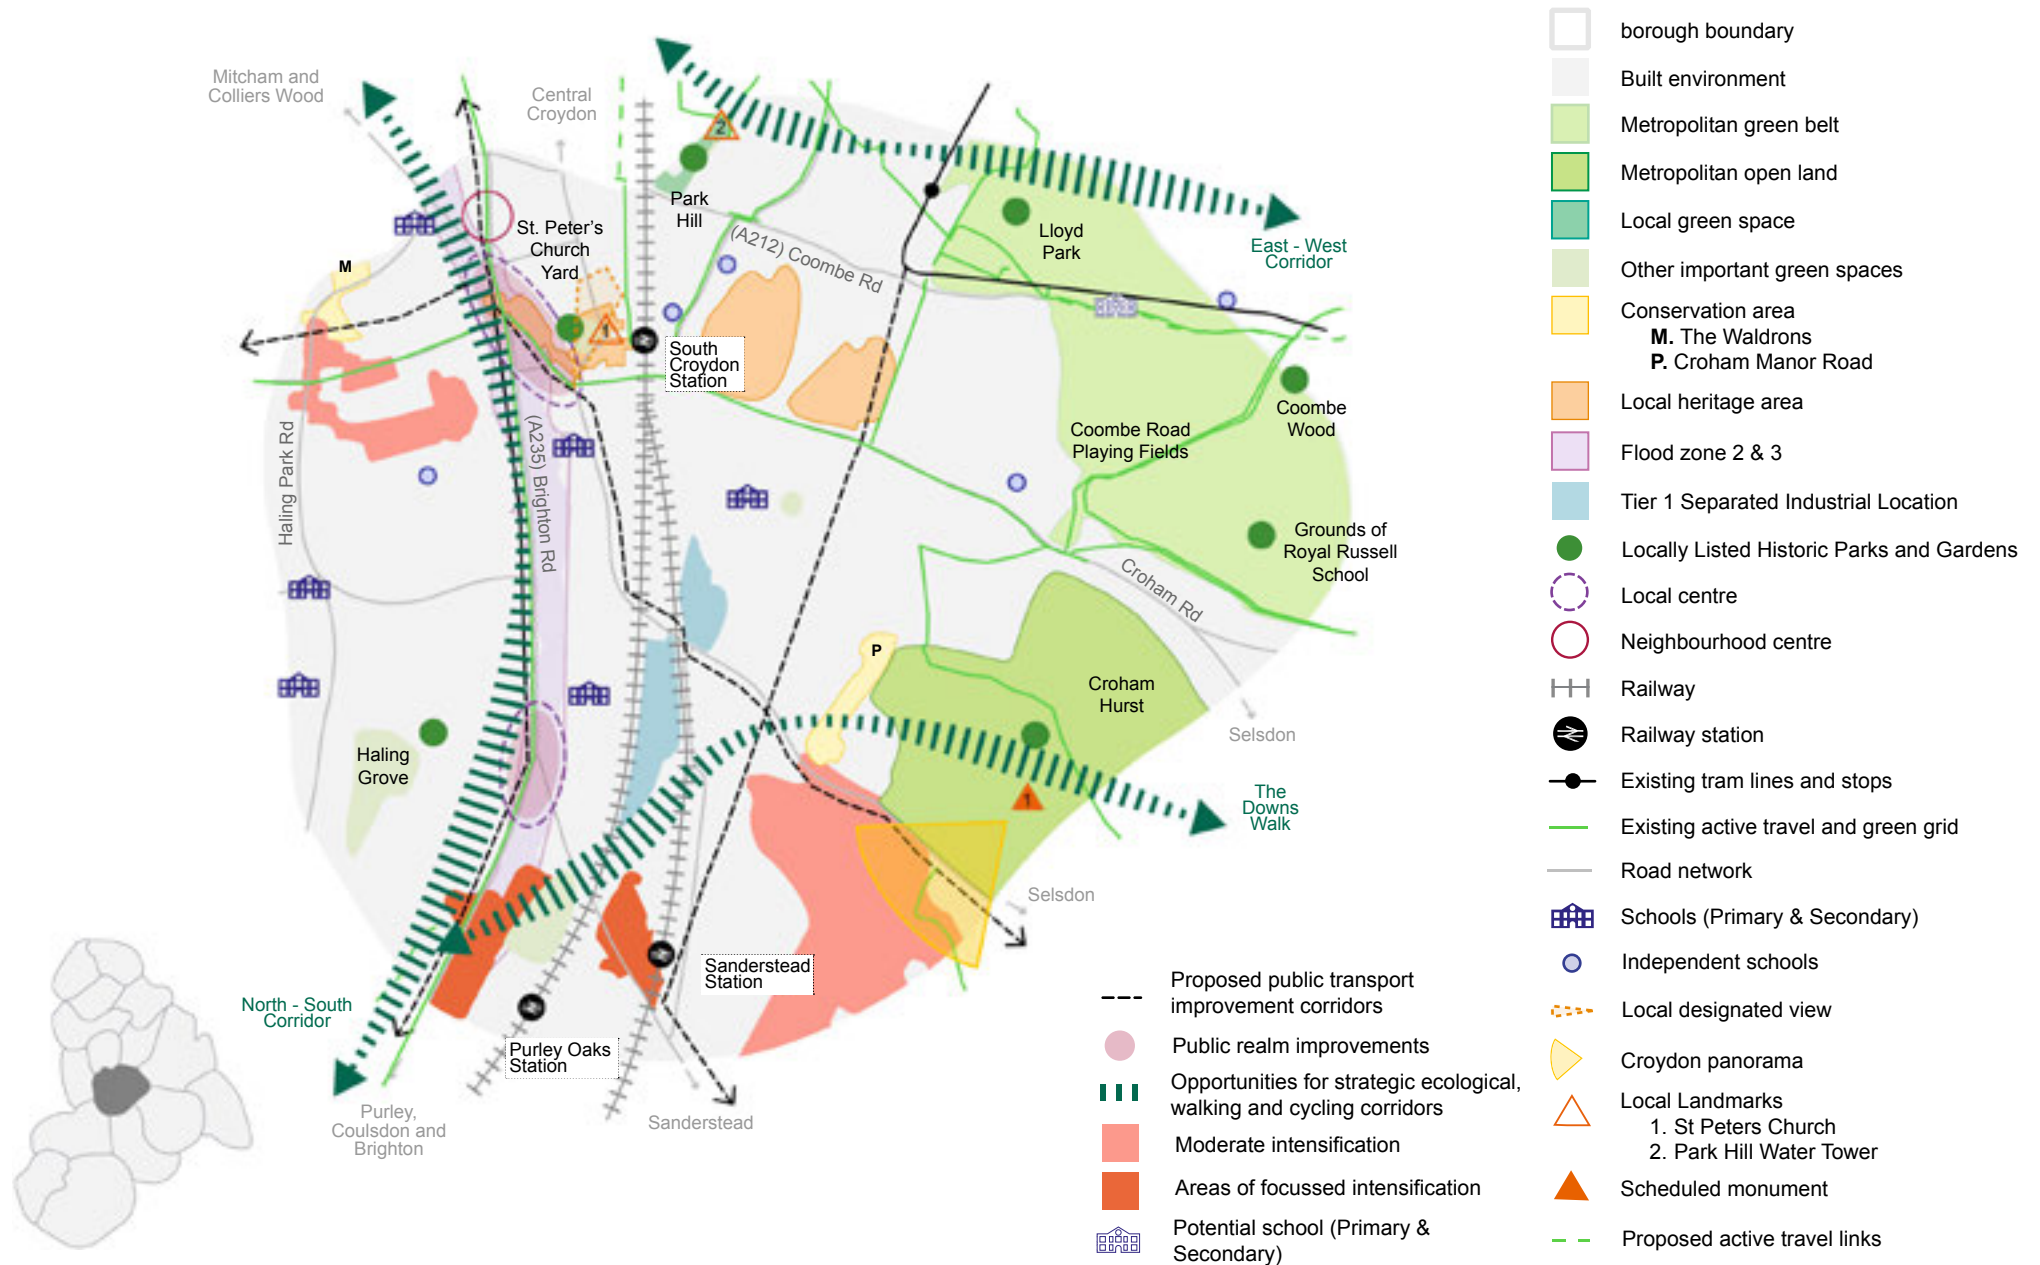 Mitcham and
Colliers Wood
Central
Croydon
2
Park
Hill
St. Peter's
Church
Yard
(A212) Coombe Rd
Lloyd
Park
East - West
Corridor
M
1
South
Croydon
Station
Coombe
Wood
Coombe Road
Playing Fields
Haling Park Rd
(A235) Brighton Rd
Grounds of
Royal Russell
School
Croham Rd
P
Croham
Hurst
Selsdon
Haling
Grove
1
The
Downs
Walk
Selsdon
Sanderstead
Station
North - South
Corridor
Purley Oaks
Station
Purley,
Coulsdon and
Brighton
Sanderstead
Proposed public transport
improvement corridors
Public realm improvements
Opportunities for strategic ecological,
walking and cycling corridors
Moderate intensification
Areas of focussed intensification
Potential school (Primary &
Secondary)
borough boundary
Built environment
Metropolitan green belt
Metropolitan open land
Local green space
Other important green spaces
Conservation area
M. The Waldrons
P. Croham Manor Road
Local heritage area
Flood zone 2 & 3
Tier 1 Separated Industrial Location
Locally Listed Historic Parks and Gardens
Local centre
Neighbourhood centre
Railway
Railway station
Existing tram lines and stops
Existing active travel and green grid
Road network
Schools (Primary & Secondary)
Independent schools
Local designated view
Croydon panorama
Local Landmarks
1. St Peters Church
2. Park Hill Water Tower
Scheduled monument
Proposed active travel links